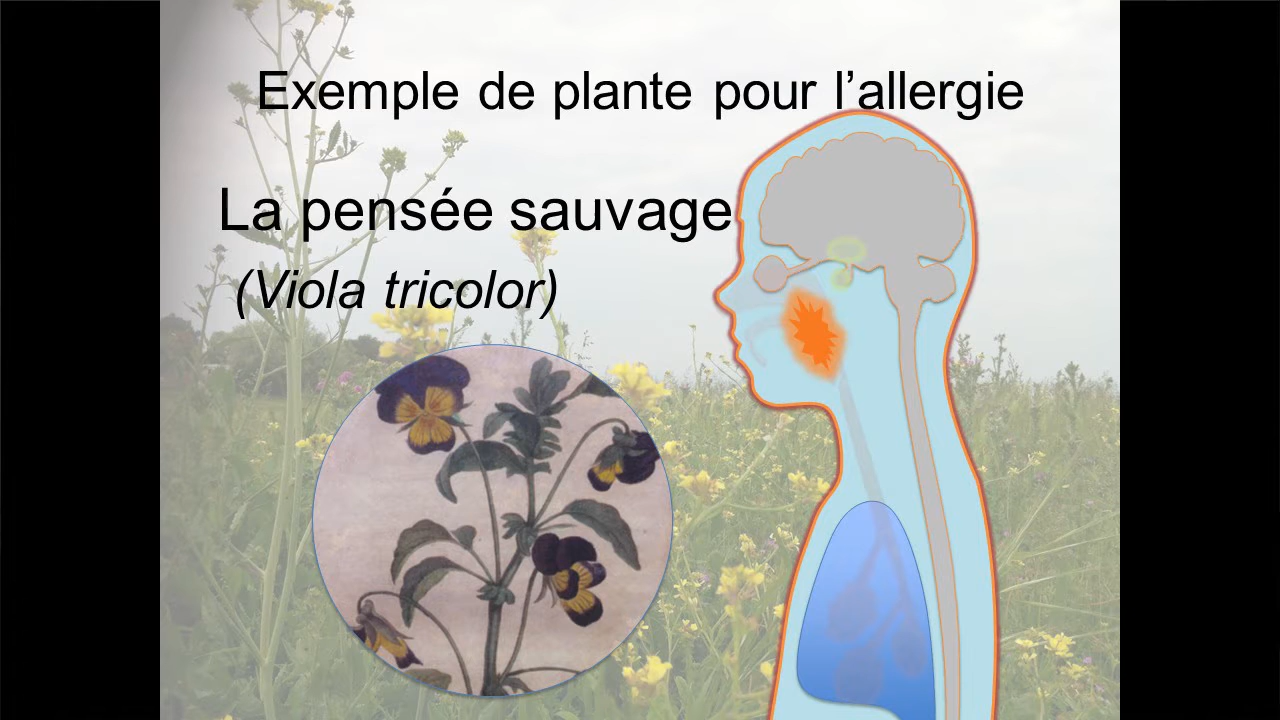 Exemple de plante pour l’allergie
La pensée sauvage
(Viola tricolor)